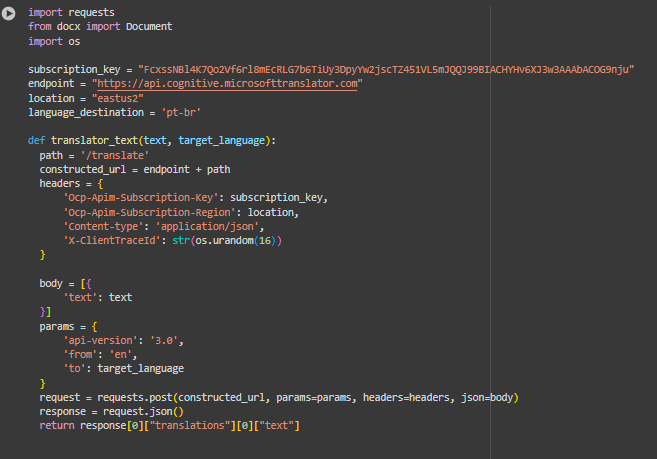 import requests
from docx import Document
import os
subscription_key = "FcxssNBl4K7Qo2Vf6rl8mEcRLG7b6TiUy3DpyYw2jscTZ451VL5mJQQJ99BIACHYHv6XJ3w3AAAbACOG9nju"
endpoint = "https://api.cognitive.microsofttranslator.com"
location = "eastus2"
language_destination = 'pt-br'
def translator_text(text, target_language):
path = '/translate'
constructed_url = endpoint + path
headers = {
'Ocp-Apim-Subscription-Key': subscription_key,
'Ocp-Apim-Subscription-Region': location,
'Content-type': 'application/json',
'X-ClientTraceId': str(os.urandom(16))
}
body = [{
'text': text
}]
params = {
'api-version': '3.0',
'from': 'en',
'to': target_language
}
request = requests.post(constructed_url, params=params, headers=headers, json=body)
response = request.json()
return response[0]["translations"][0]["text"]